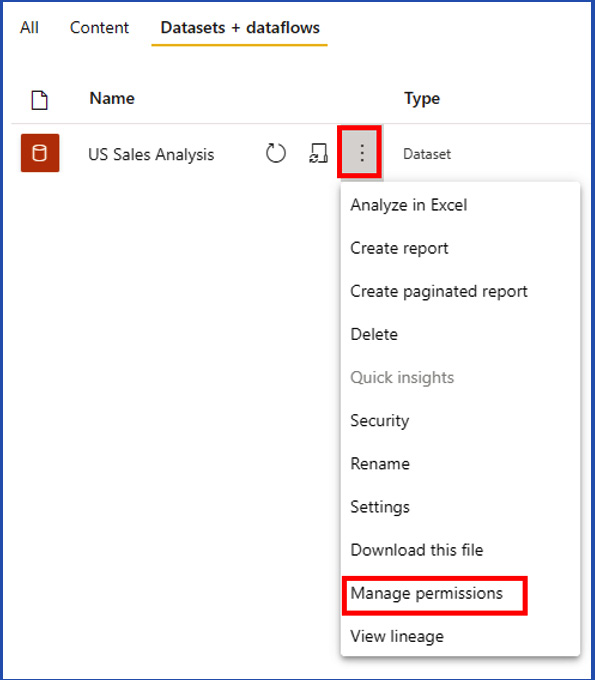 All Content Datasets + dataflows
Name Type
US Sales Analysis Dataset
Analyze in Excel
Create report
Create paginated report
Delete
Quick insights
Security
Rename
Settings
Download this file
Manage permissions
View lineage